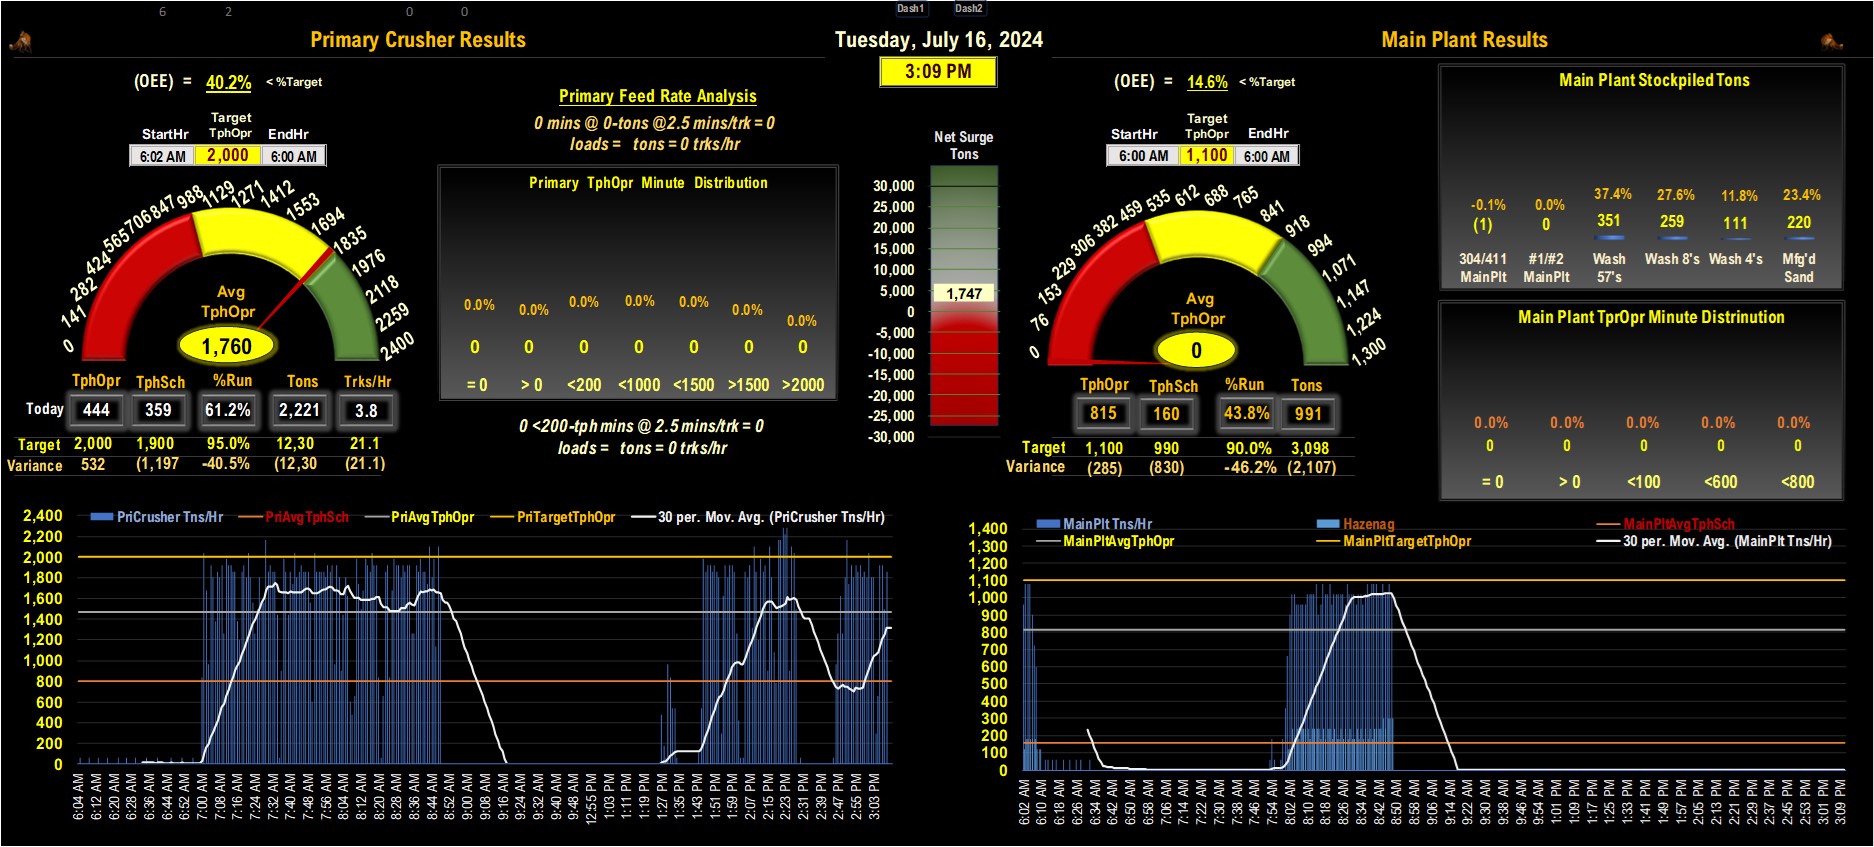 6 2 0 0 Dash1 Dash2
Primary Crusher Results
Tuesday, July 16, 2024
Main Plant Results
3:09 PM
(OEE) = 40.2% < %Target
Target
StartHr TphOpr EndHr
6:02 AM 2,000 6:00 AM
0 141 282 424 565 706 847 988 1129 1271 1412 1553 1694 1835 1976 2118 2259 2400
Avg
TphOpr
1,760
TphOpr TphSch %Run Tons Trks/Hr
Today 444 359 61.2% 2,221 3.8
Target 2,000 1,900 95.0% 12,30 21.1
Variance 532 (1,197 -40.5% (12,30 (21.1)
Primary Feed Rate Analysis
0 mins @ 0-tons @2.5 mins/trk = 0
loads = tons = 0 trks/hr
Primary TphOpr Minute Distribution
0.0% 0.0% 0.0% 0.0% 0.0% 0.0% 0.0%
0 0 0 0 0 0 0
= 0 > 0 <200 <1000 <1500 >1500 >2000
0 <200-tph mins @ 2.5 mins/trk = 0
loads = tons = 0 trks/hr
Net Surge
Tons
30,000
25,000
20,000
15,000
10,000
5,000
1,747
0
-5,000
-10,000
-15,000
-20,000
-25,000
-30,000
(OEE) = 14.6% < %Target
Target
StartHr TphOpr EndHr
6:00 AM 1,100 6:00 AM
0 76 153 229 306 382 459 535 612 688 765 841 918 994 1,071 1,147 1,224 1,300
Avg
TphOpr
0
TphOpr TphSch %Run Tons
815 160 43.8% 991
Target 1,100 990 90.0% 3,098
Variance (285) (830) -46.2% (2,107)
Main Plant Stockpiled Tons
-0.1% 0.0% 37.4% 27.6% 11.8% 23.4%
(1) 0 351 259 111 220
304/411 #1/#2 Wash Wash 8's Wash 4's Mfg'd
MainPlt MainPlt 57's Sand
Main Plant TprOpr Minute Distrinution
0.0% 0.0% 0.0% 0.0% 0.0%
0 0 0 0 0
= 0 > 0 <100 <600 <800
PriCrusher Tns/Hr PriAvgTphSch PriAvgTphOpr PriTargetTphOpr 30 per. Mov. Avg. (PriCrusher Tns/Hr)
2,400
2,200
2,000
1,800
1,600
1,400
1,200
1,000
800
600
400
200
0
6:04 AM 6:12 AM 6:20 AM 6:28 AM 6:36 AM 6:44 AM 6:52 AM 7:00 AM 7:08 AM 7:16 AM 7:24 AM 7:32 AM 7:40 AM 7:48 AM 7:56 AM 8:04 AM 8:12 AM 8:20 AM 8:28 AM 8:36 AM 8:44 AM 8:52 AM 9:00 AM 9:08 AM 9:16 AM 9:24 AM 9:32 AM 9:40 AM 9:48 AM 12:55 PM 1:03 PM 1:11 PM 1:19 PM 1:27 PM 1:35 PM 1:43 PM 1:51 PM 1:59 PM 2:07 PM 2:15 PM 2:23 PM 2:31 PM 2:39 PM 2:47 PM 2:55 PM 3:03 PM
MainPlt Tns/Hr Hazenag MainPltAvgTphSch
MainPltAvgTphOpr MainPltTargetTphOpr 30 per. Mov. Avg. (MainPlt Tns/Hr)
1,400
1,300
1,200
1,100
1,000
900
800
700
600
500
400
300
200
100
0
6:02 AM 6:10 AM 6:18 AM 6:26 AM 6:34 AM 6:42 AM 6:50 AM 6:58 AM 7:06 AM 7:14 AM 7:22 AM 7:30 AM 7:38 AM 7:46 AM 7:54 AM 8:02 AM 8:10 AM 8:18 AM 8:26 AM 8:34 AM 8:42 AM 8:50 AM 8:58 AM 9:06 AM 9:14 AM 9:22 AM 9:30 AM 9:38 AM 9:46 AM 12:53 PM 1:01 PM 1:09 PM 1:17 PM 1:25 PM 1:33 PM 1:41 PM 1:49 PM 1:57 PM 2:05 PM 2:13 PM 2:21 PM 2:29 PM 2:37 PM 2:45 PM 2:53 PM 3:01 PM 3:09 PM